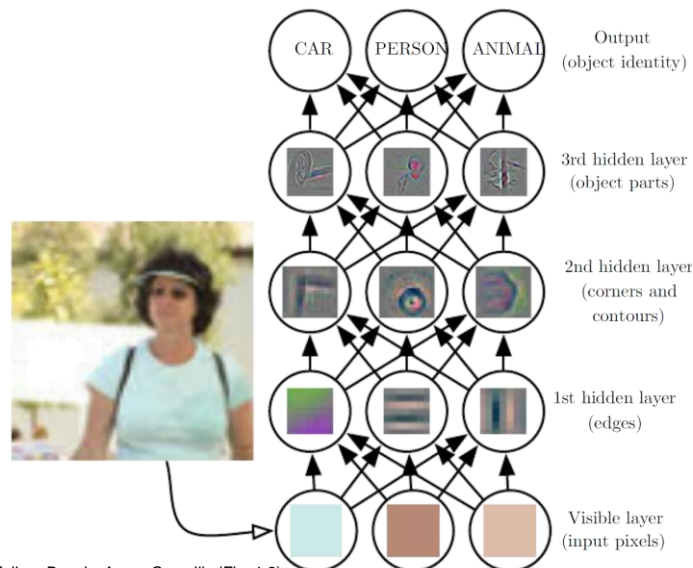 CAR
PERSON
ANIMAL
Output
(object identity)
3rd hidden layer
(object parts)
2nd hidden layer
(corners and
contours)
1st hidden layer
(edges)
Visible layer
(input pixels)